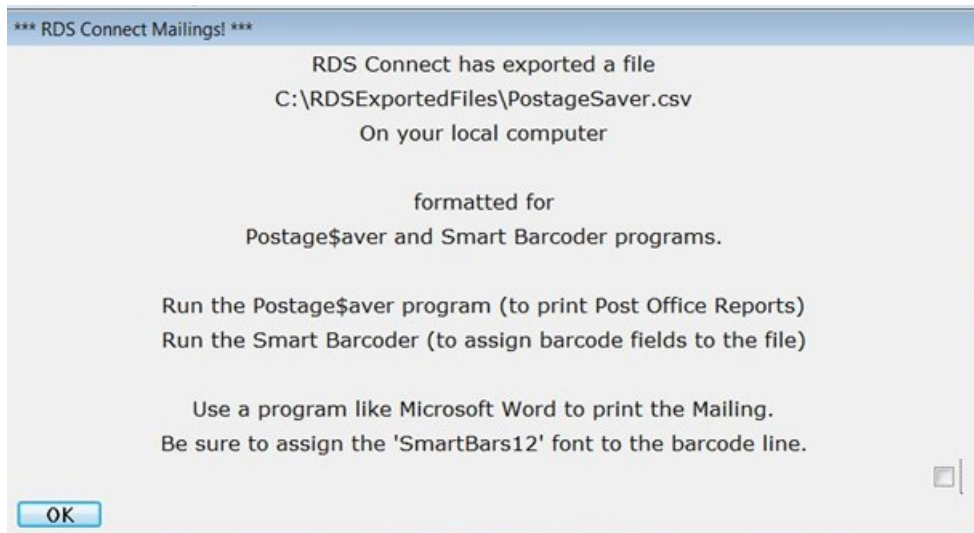 *** RDS Connect Mailings! ***
RDS Connect has exported a file
C:\RDSExportedFiles\PostageSaver.csv
On your local computer
formatted for
Postage$aver and Smart Barcoder programs.
Run the Postage$aver program (to print Post Office Reports)
Run the Smart Barcoder (to assign barcode fields to the file)
Use a program like Microsoft Word to print the Mailing.
Be sure to assign the 'SmartBars12' font to the barcode line.
OK